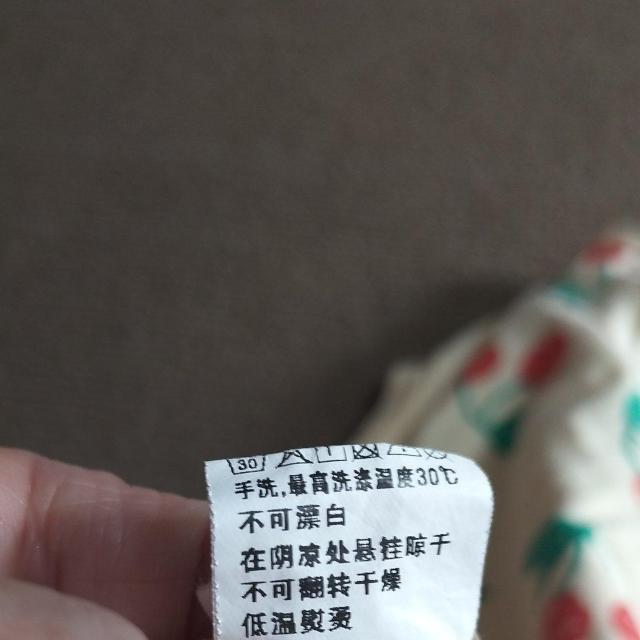 30
手洗,最高洗涤温度30℃
不可漂白
在阴凉处悬挂晾干
不可翻转干燥
低温熨烫